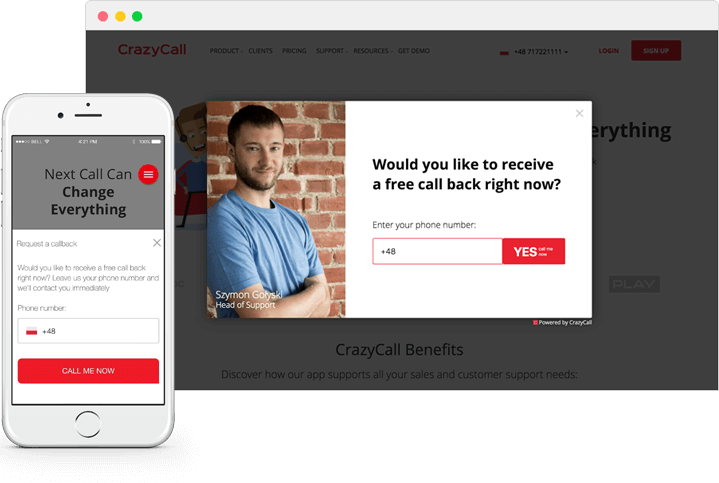 CrazyCall
PRODUCT CLIENTS PRICING SUPPORT RESOURCES GET DEMO
+48 717221111
LOGIN
SIGN UP
erything
Would you like to receive
a free call back right now?
Enter your phone number:
+48
YES call me now
Szymon Gołyski
Head of Support
Powered by CrazyCall
PLAY
CrazyCall Benefits
Discover how our app supports all your sales and customer support needs:
BELL 4:21 PM 100%
Next Call Can
Change
Everything
Request a callback
Would you like to receive a free call back
right now? Leave us your phone number and
we'll contact you immediately
Phone number:
+48
CALL ME NOW